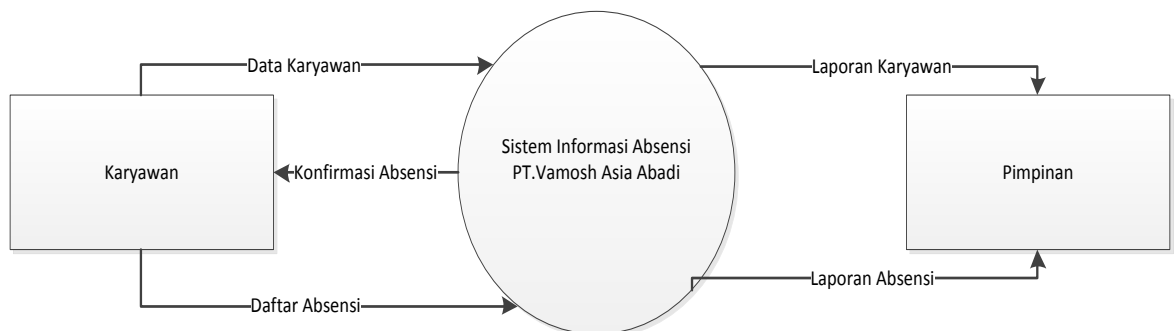 Data Karyawan
Laporan Karyawan
Sistem Informasi Absensi
PT.Vamosh Asia Abadi
Karyawan
Konfirmasi Absensi
Pimpinan
Daftar Absensi
Laporan Absensi